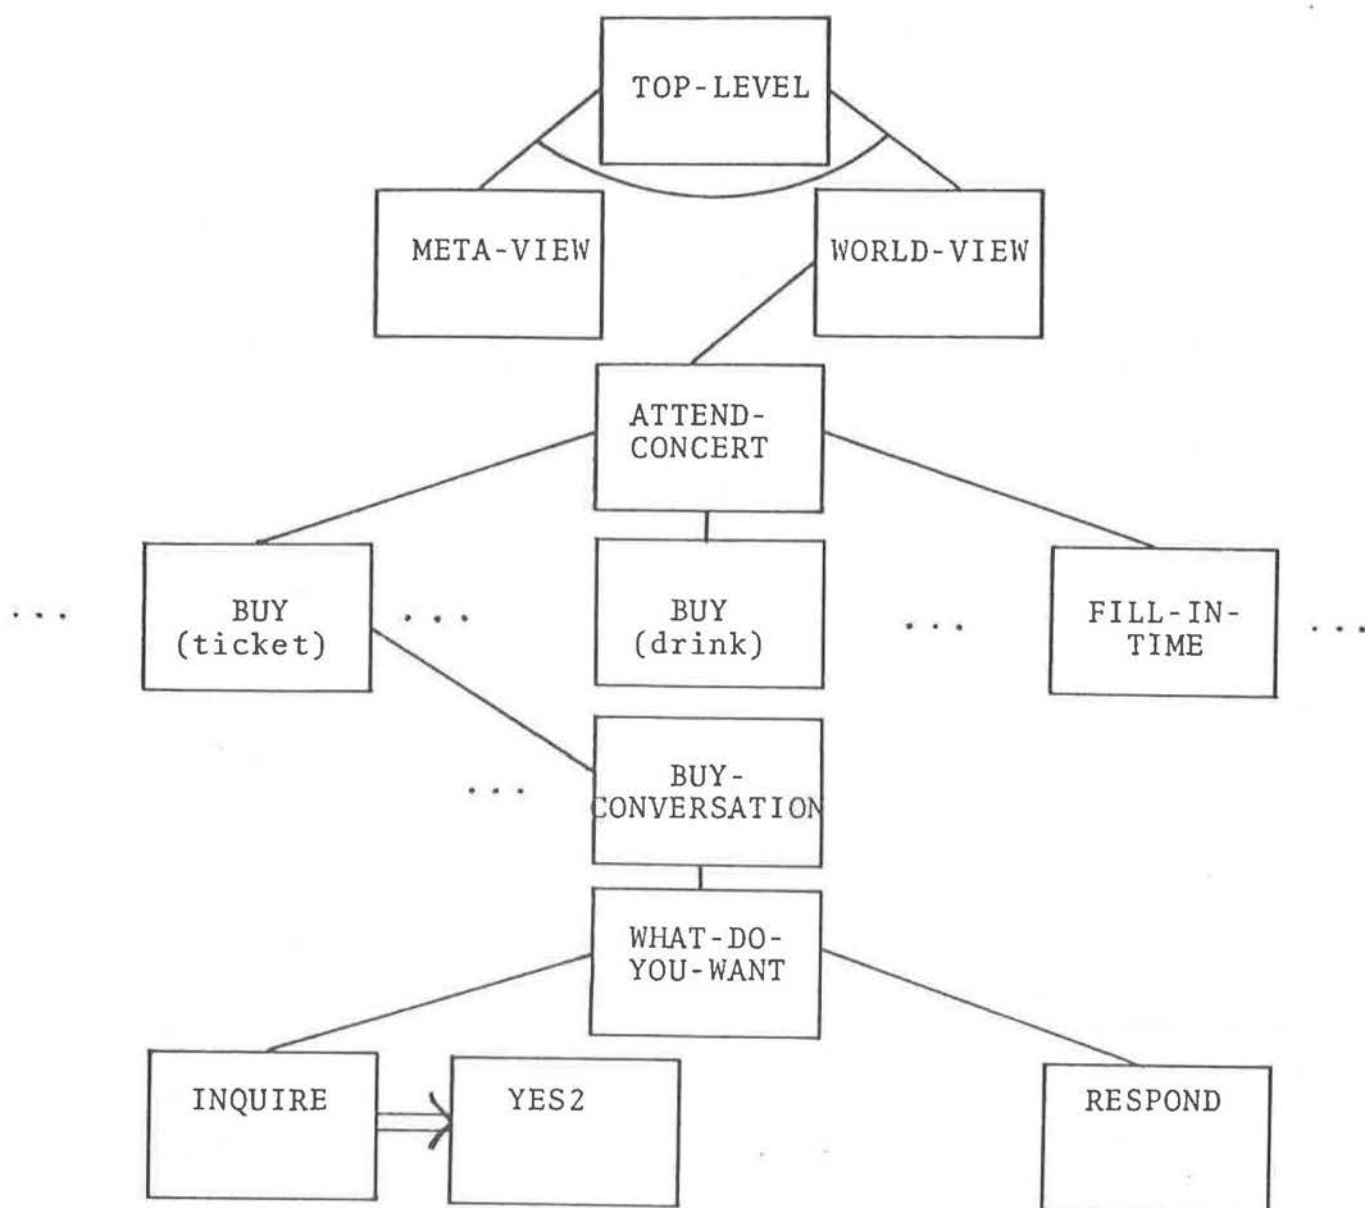 TOP-LEVEL
META-VIEW
WORLD-VIEW
ATTEND-
CONCERT
... BUY
(ticket)
... BUY
(drink)
... FILL-IN-
TIME
...
... BUY-
CONVERSATION
WHAT-DO-
YOU-WANT
INQUIRE
YES2
RESPOND